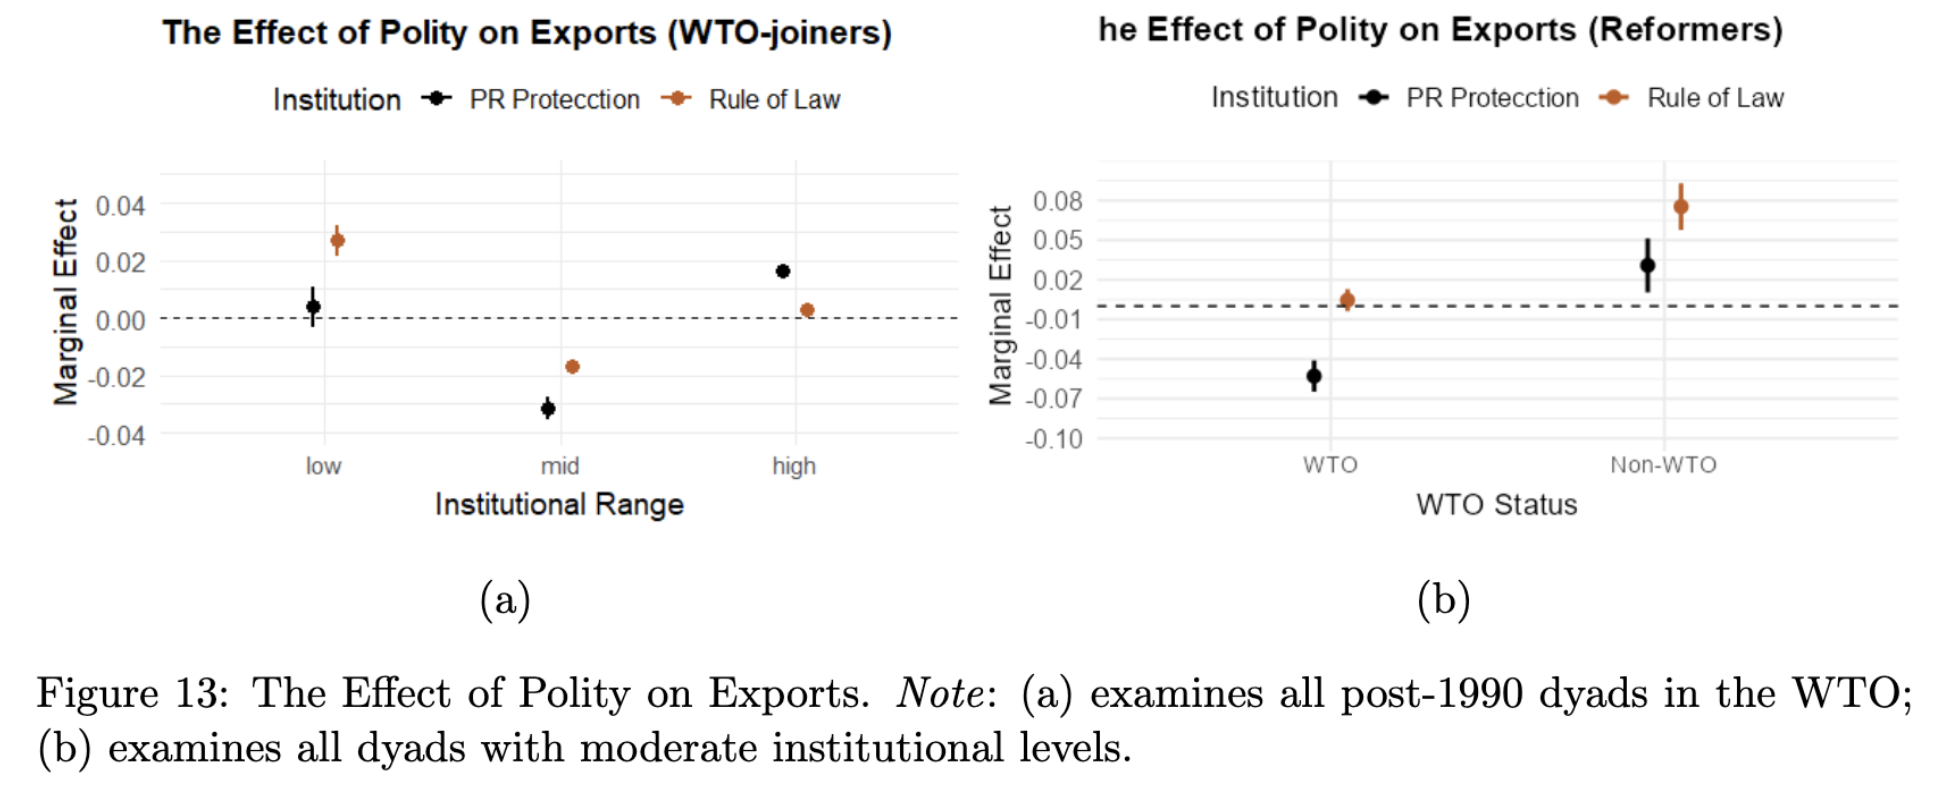 The Effect of Polity on Exports (WTO-joiners)
Institution PR Protecction Rule of Law
Marginal Effect
0.04
0.02
0.00
-0.02
-0.04
low mid high
Institutional Range
(a)
he Effect of Polity on Exports (Reformers)
Institution PR Protecction Rule of Law
Marginal Effect
0.08
0.05
0.02
-0.01
-0.04
-0.07
-0.10
WTO Non-WTO
WTO Status
(b)
Figure 13: The Effect of Polity on Exports. Note: (a) examines all post-1990 dyads in the WTO;
(b) examines all dyads with moderate institutional levels.